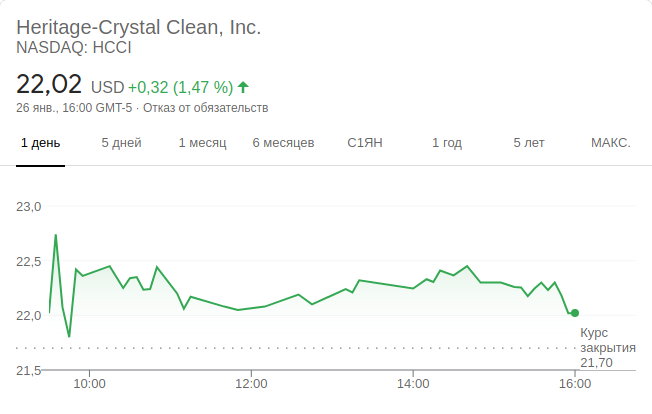 Heritage-Crystal Clean, Inc.
NASDAQ: HCCI
22,02 USD +0,32 (1,47 %)
26 янв., 16:00 GMT-5 · Отказ от обязательств
1 день 5 дней 1 месяц 6 месяцев С1ЯН 1 год 5 лет МАКС.
23,0
22,5
22,0
Курс
закрытия
21,70
21,5
10:00 12:00 14:00 16:00